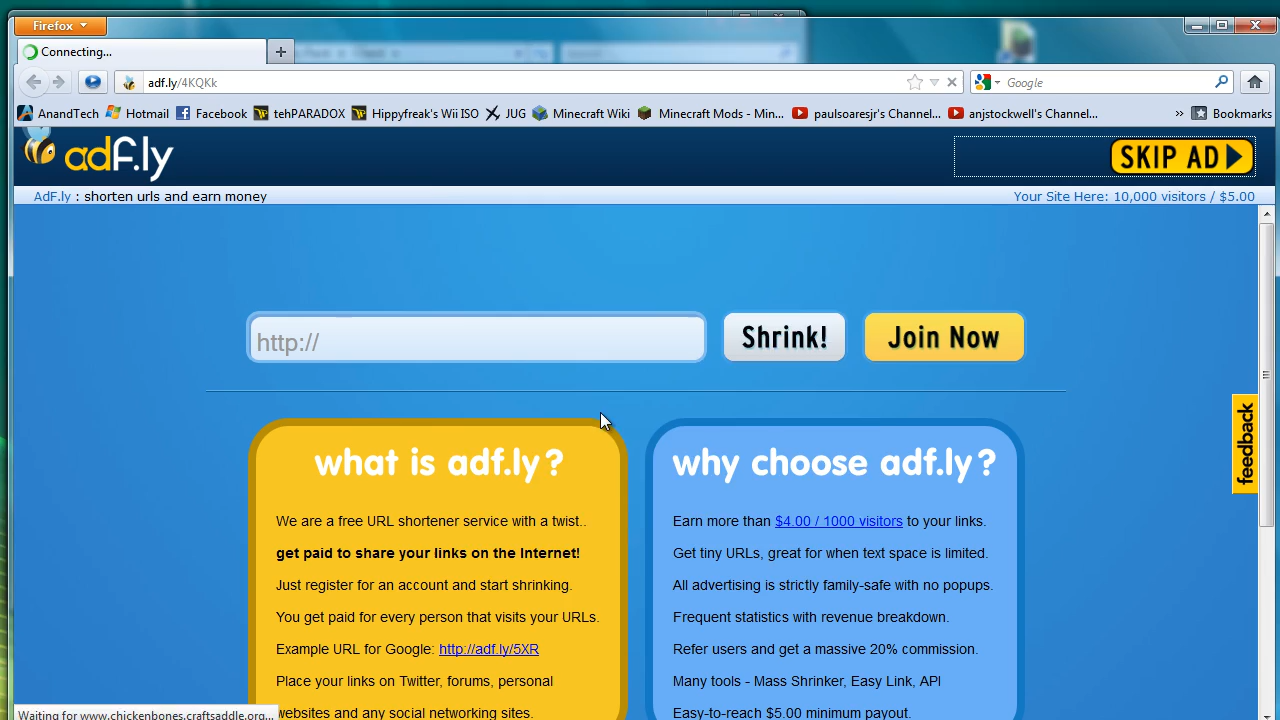 Firefox
Connecting...
adf.ly/4KQKk
Google
AnandTech Hotmail Facebook tehPARADOX Hippyfreak's Wii ISO JUG Minecraft Wiki Minecraft Mods - Min... paulsoaresjr's Channel... anjstockwell's Channel... » Bookmarks
adf.ly
SKIP AD
AdF.ly : shorten urls and earn money
Your Site Here: 10,000 visitors / $5.00
http://
Shrink!
Join Now
feedback
what is adf.ly?
We are a free URL shortener service with a twist..
get paid to share your links on the Internet!
Just register for an account and start shrinking.
You get paid for every person that visits your URLs.
Example URL for Google: http://adf.ly/5XR
Place your links on Twitter, forums, personal
websites and any social networking sites.
why choose adf.ly?
Earn more than $4.00 / 1000 visitors to your links.
Get tiny URLs, great for when text space is limited.
All advertising is strictly family-safe with no popups.
Frequent statistics with revenue breakdown.
Refer users and get a massive 20% commission.
Many tools - Mass Shrinker, Easy Link, API
Easy-to-reach $5.00 minimum payout.
Waiting for www.chickenbones.craftsaddle.org...